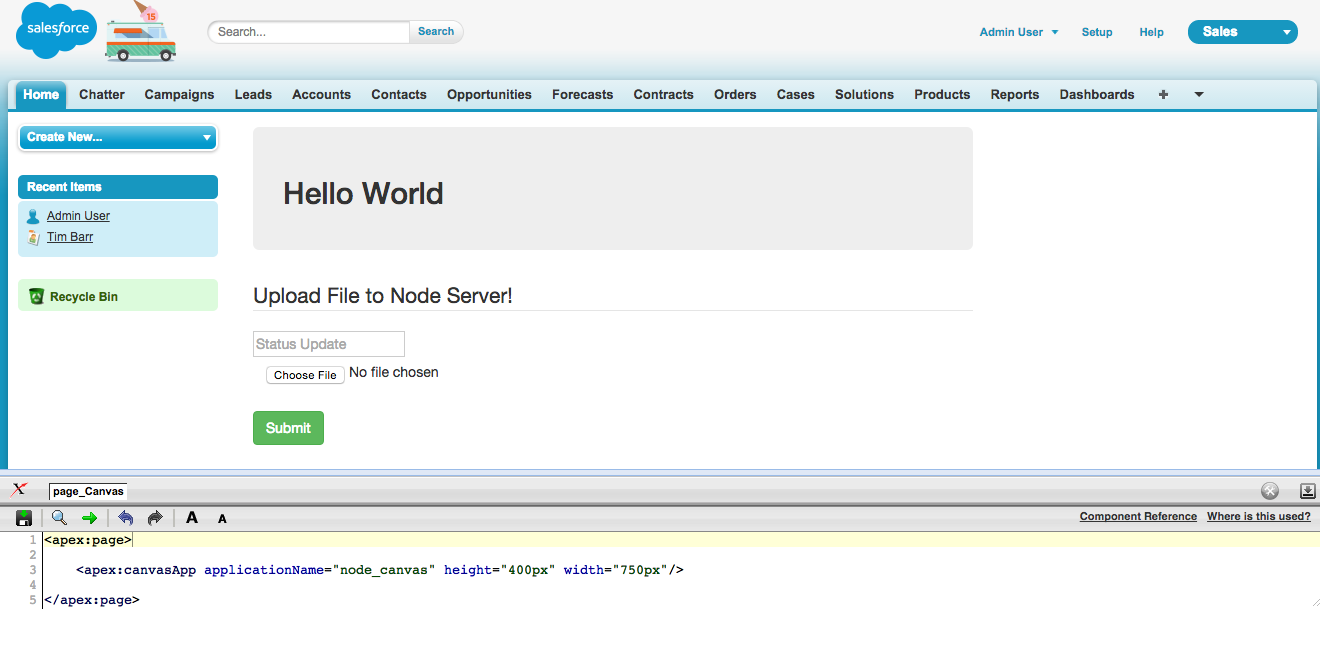 salesforce
15
Search...
Search
Admin User
Setup
Help
Sales
Home Chatter Campaigns Leads Accounts Contacts Opportunities Forecasts Contracts Orders Cases Solutions Products Reports Dashboards +
Create New...
Recent Items
Admin User
Tim Barr
Recycle Bin
Hello World
Upload File to Node Server!
Status Update
Choose File No file chosen
Submit
page_Canvas
A A
Component Reference Where is this used?
1 <apex:page>
2
3 <apex:canvasApp applicationName="node_canvas" height="400px" width="750px"/>
4
5 </apex:page>